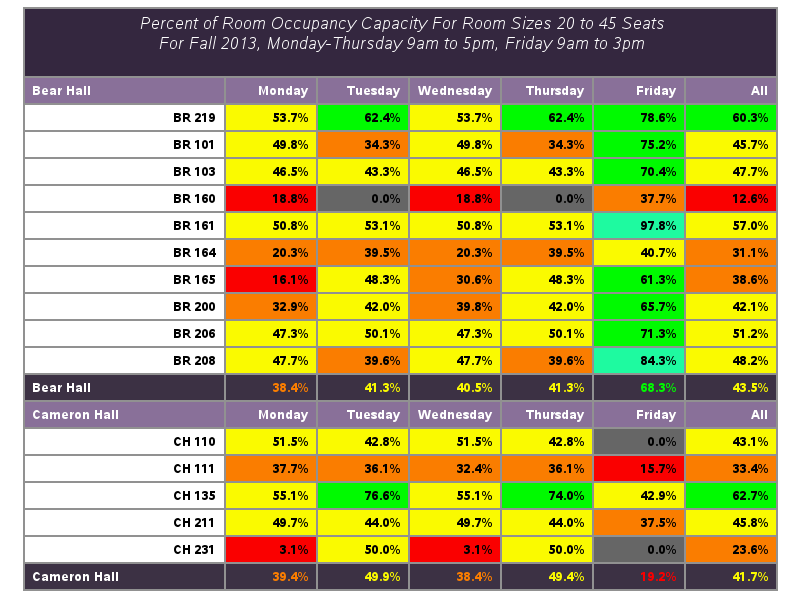 Percent of Room Occupancy Capacity For Room Sizes 20 to 45 Seats
For Fall 2013, Monday-Thursday 9am to 5pm, Friday 9am to 3pm
Bear Hall Monday Tuesday Wednesday Thursday Friday All
BR 219 53.7% 62.4% 53.7% 62.4% 78.6% 60.3%
BR 101 49.8% 34.3% 49.8% 34.3% 75.2% 45.7%
BR 103 46.5% 43.3% 46.5% 43.3% 70.4% 47.7%
BR 160 18.8% 0.0% 18.8% 0.0% 37.7% 12.6%
BR 161 50.8% 53.1% 50.8% 53.1% 97.8% 57.0%
BR 164 20.3% 39.5% 20.3% 39.5% 40.7% 31.1%
BR 165 16.1% 48.3% 30.6% 48.3% 61.3% 38.6%
BR 200 32.9% 42.0% 39.8% 42.0% 65.7% 42.1%
BR 206 47.3% 50.1% 47.3% 50.1% 71.3% 51.2%
BR 208 47.7% 39.6% 47.7% 39.6% 84.3% 48.2%
Bear Hall 38.4% 41.3% 40.5% 41.3% 68.3% 43.5%
Cameron Hall Monday Tuesday Wednesday Thursday Friday All
CH 110 51.5% 42.8% 51.5% 42.8% 0.0% 43.1%
CH 111 37.7% 36.1% 32.4% 36.1% 15.7% 33.4%
CH 135 55.1% 76.6% 55.1% 74.0% 42.9% 62.7%
CH 211 49.7% 44.0% 49.7% 44.0% 37.5% 45.8%
CH 231 3.1% 50.0% 3.1% 50.0% 0.0% 23.6%
Cameron Hall 39.4% 49.9% 38.4% 49.4% 19.2% 41.7%